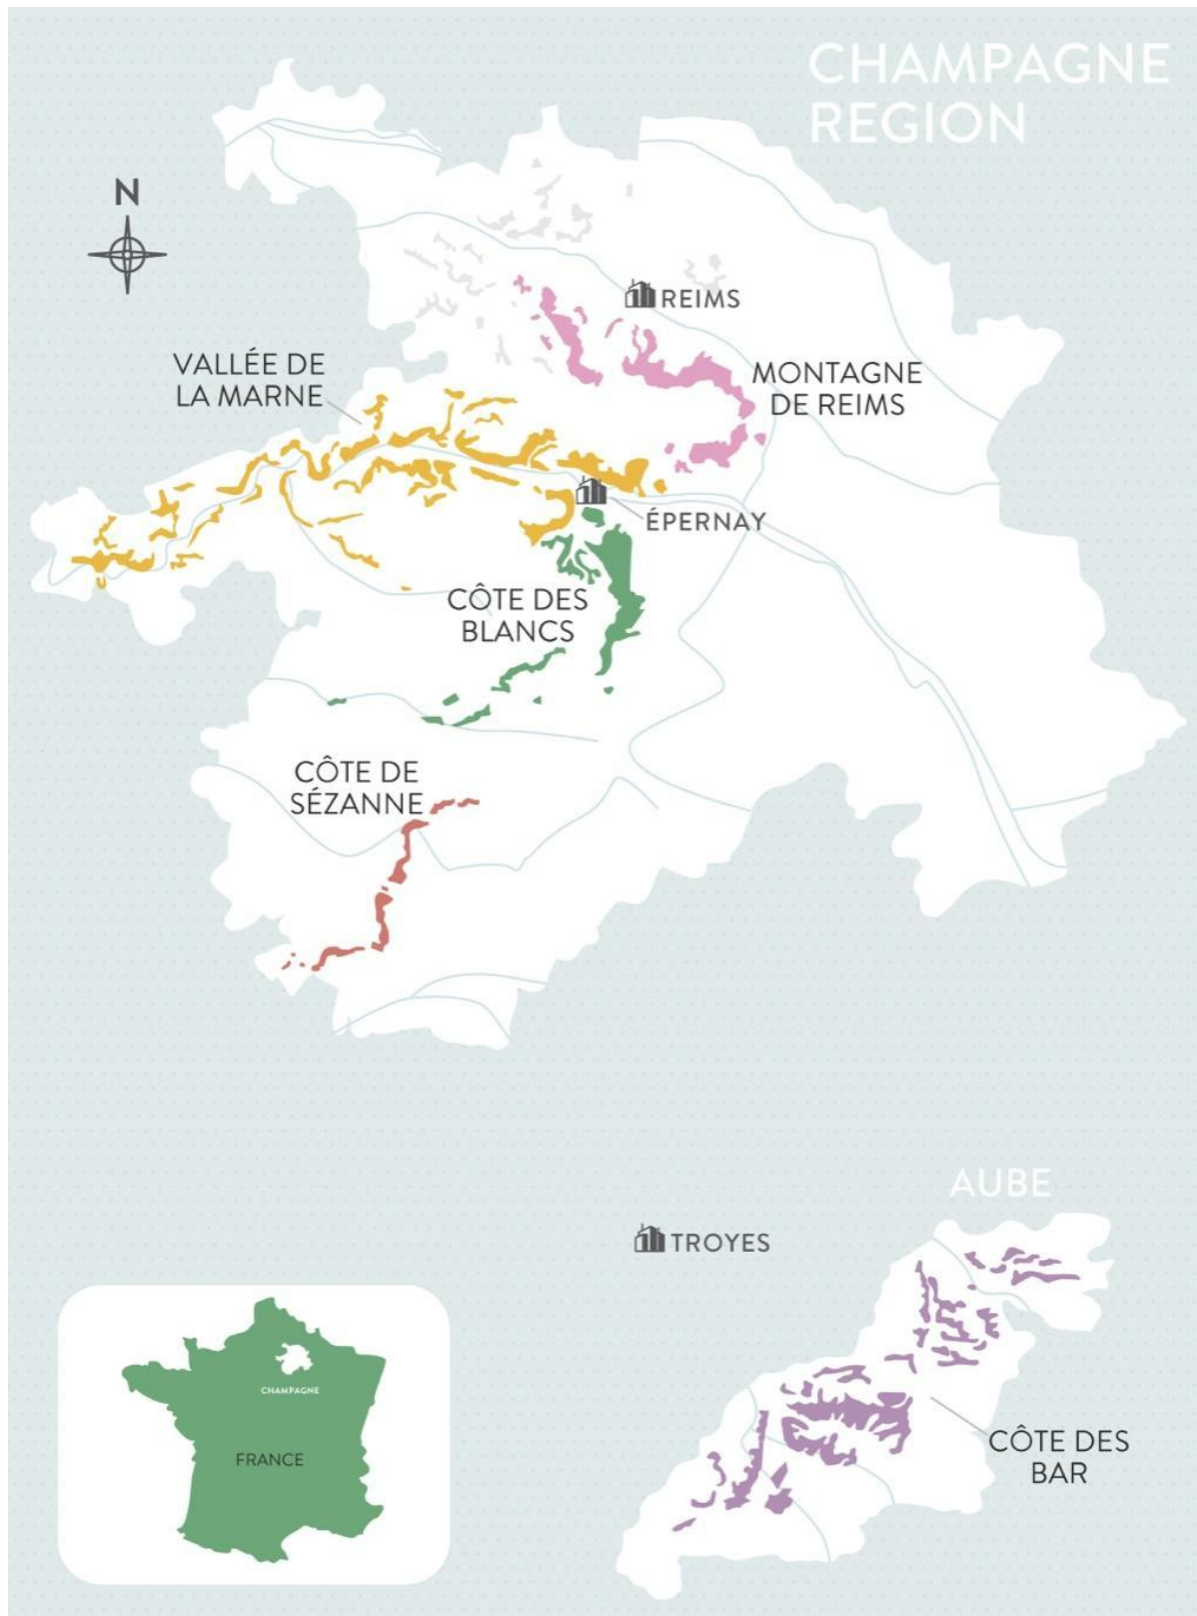 CHAMPAGNE
REGION
N
REIMS
VALLÉE DE
LA MARNE
MONTAGNE
DE REIMS
ÉPERNAY
CÔTE DES
BLANCS
CÔTE DE
SÉZANNE
AUBE
TROYES
CHAMPAGNE
FRANCE
CÔTE DES
BAR